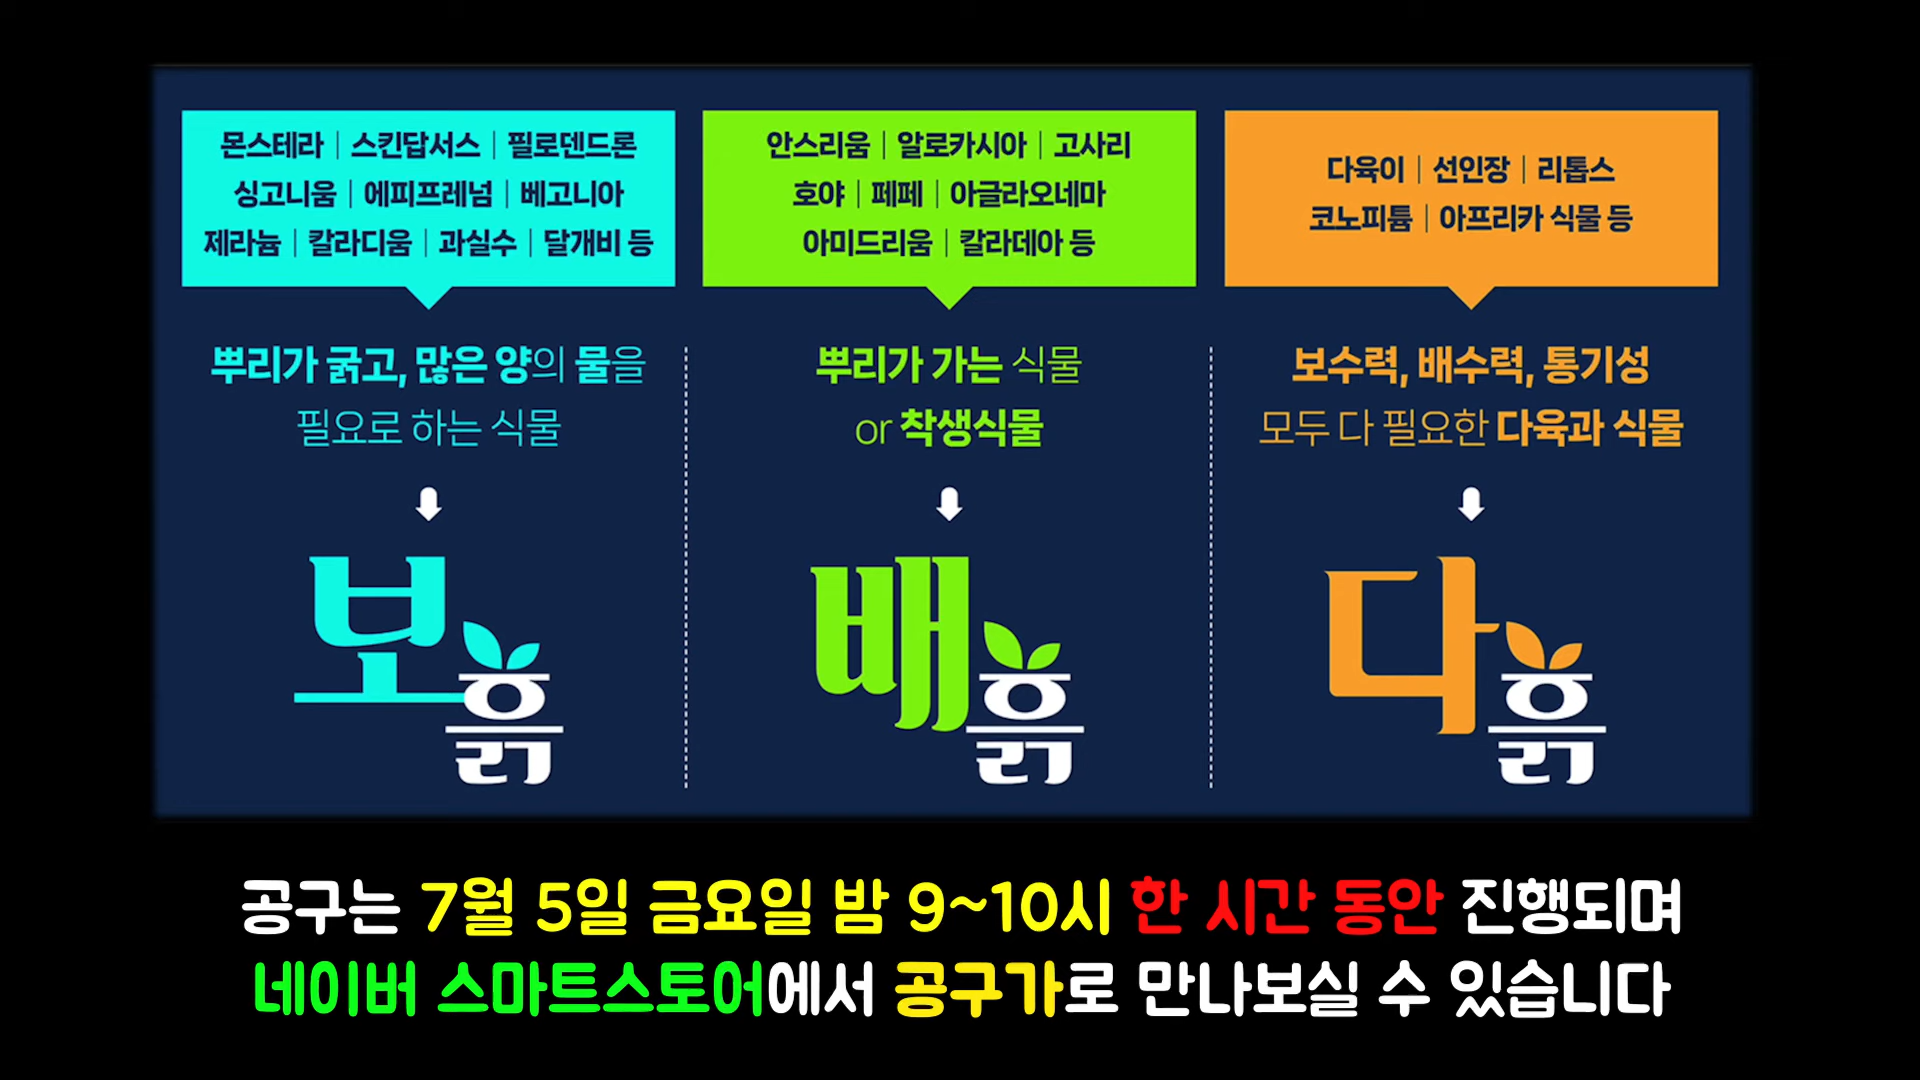 몬스테라 | 스킨답서스 | 필로덴드론
싱고니움 | 에피프레넘 | 베고니아
제라늄 | 칼라디움 | 과실수 | 달개비 등
뿌리가 굵고, 많은 양의 물을
필요로 하는 식물
보흙
안스리움 | 알로카시아 | 고사리
호야 | 페페 | 아글라오네마
아미드리움 | 칼라데아 등
뿌리가 가는 식물
or 착생식물
배흙
다육이 | 선인장 | 리톱스
코노피튬 | 아프리카 식물 등
보수력, 배수력, 통기성
모두 다 필요한 다육과 식물
다흙
공구는 7월 5일 금요일 밤 9~10시 한 시간 동안 진행되며
네이버 스마트스토어에서 공구가로 만나보실 수 있습니다